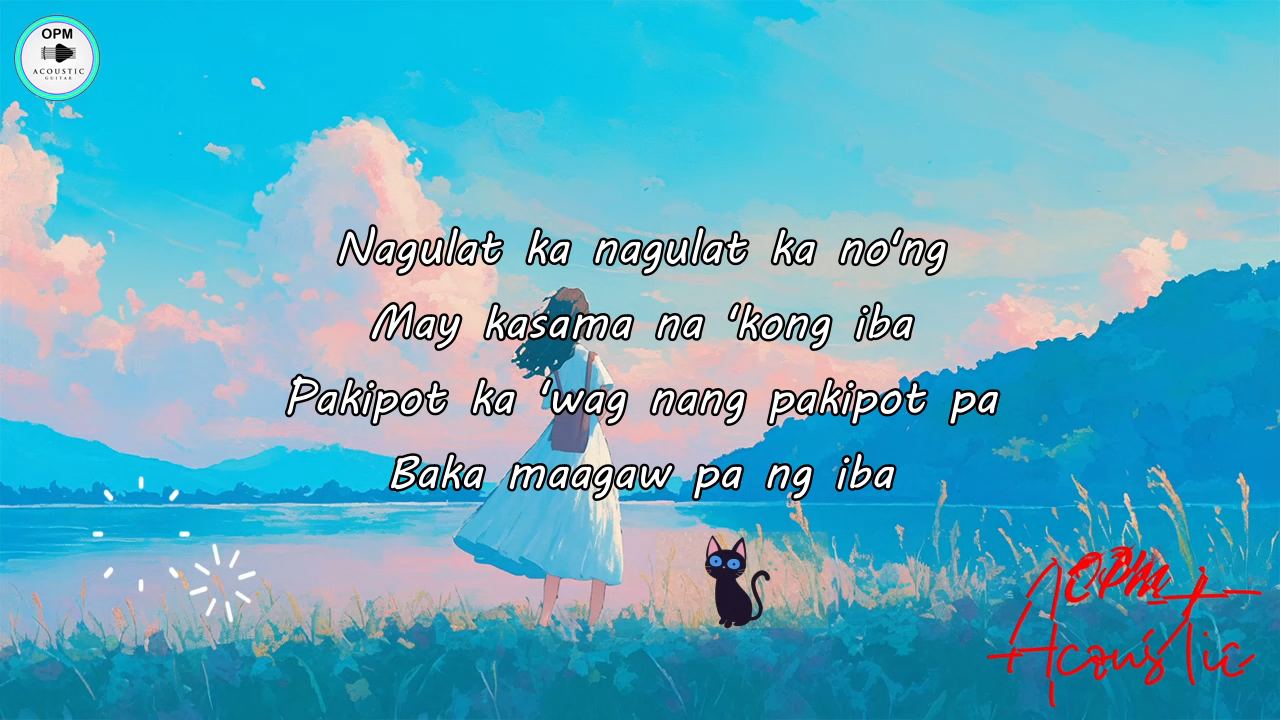 OPM
ACOUSTIC
GUITAR
Nagulat ka nagulat ka no‘ng
May kasama na ‘kong iba
Pakipot ka ‘wag nang pakipot pa
Baka maagaw pa ng iba
OPM
Acoustic